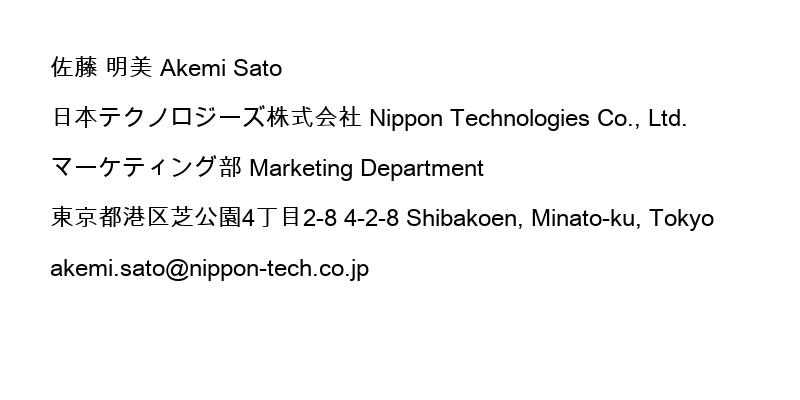 佐藤 明美 Akemi Sato
日本テクノロジーズ株式会社 Nippon Technologies Co., Ltd.
マーケティング部 Marketing Department
東京都港区芝公園4丁目2-8 4-2-8 Shibakoen, Minato-ku, Tokyo
akemi.sato@nippon-tech.co.jp